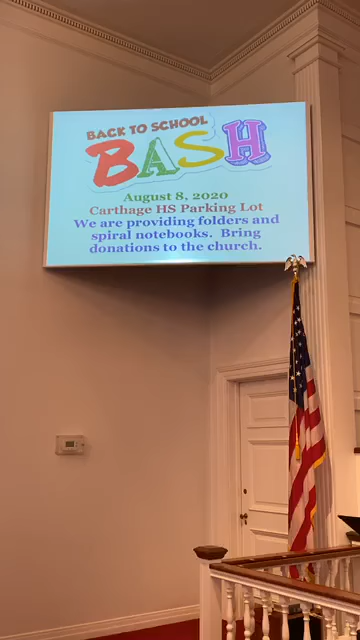 BACK TO SCHOOL
BASH
August 8, 2020
Carthage HS Parking Lot
We are providing folders and
spiral notebooks. Bring
donations to the church.